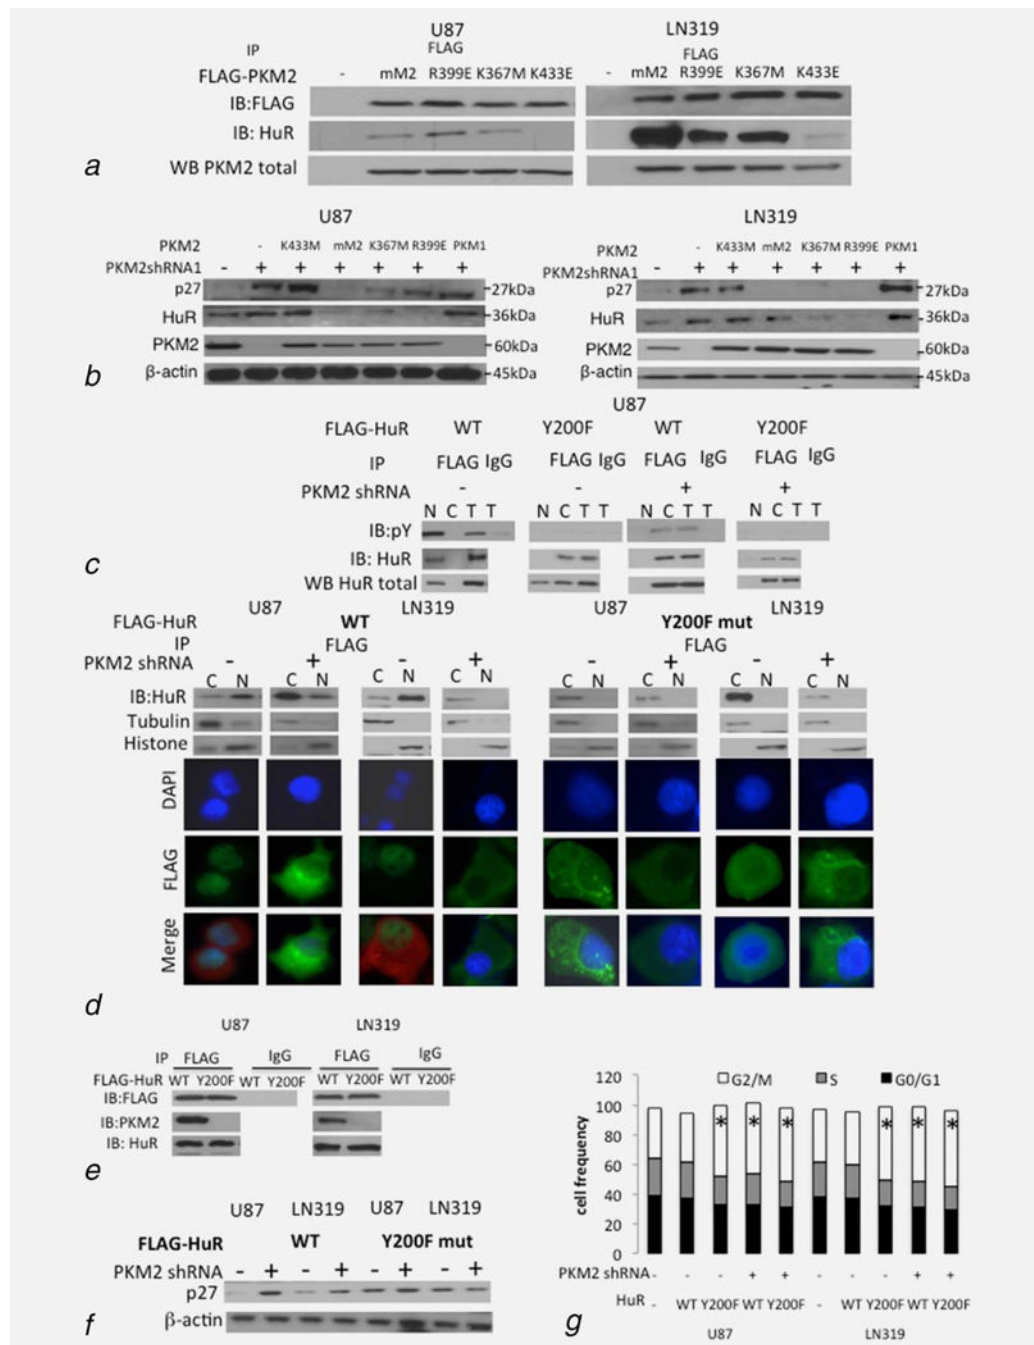 U87 LN319
IP FLAG FLAG
FLAG-PKM2 - mM2 R399E K367M K433E - mM2 R399E K367M K433E
IB:FLAG
IB: HuR
WB PKM2 total
a
U87 LN319
PKM2 - K433M mM2 K367M R399E PKM1 PKM2 - K433M mM2 K367M R399E PKM1
PKM2shRNA1 - + + + + + + PKM2shRNA1 - + + + + + +
p27 -27kDa p27 -27kDa
HuR -36kDa HuR -36kDa
PKM2 -60kDa PKM2 -60kDa
β-actin -45kDa β-actin -45kDa
b
U87
FLAG-HuR WT Y200F WT Y200F
IP FLAG IgG FLAG IgG FLAG IgG FLAG IgG
PKM2 shRNA - - + +
N C T T N C T T N C T T N C T T
IB:pY
IB: HuR
WB HuR total
c
U87 LN319 U87 LN319
FLAG-HuR WT Y200F mut
IP FLAG FLAG
PKM2 shRNA - + - + - + - +
C N C N C N C N C N C N C N C N
IB:HuR
Tubulin
Histone
DAPI
FLAG
Merge
d
U87 LN319
IP FLAG IgG FLAG IgG
FLAG-HuR WT Y200F WT Y200F WT Y200F WT Y200F
IB:FLAG
IB:PKM2
IB: HuR
e
U87 LN319 U87 LN319
FLAG-HuR WT Y200F mut
PKM2 shRNA - + - + - + - +
p27
β-actin
f
G2/M S G0/G1
cell frequency
120
100
80
60
40
20
0
* * * * * *
PKM2 shRNA - - - + + - - - + +
HuR - WT Y200F WT Y200F - WT Y200F WT Y200F
U87 LN319
g